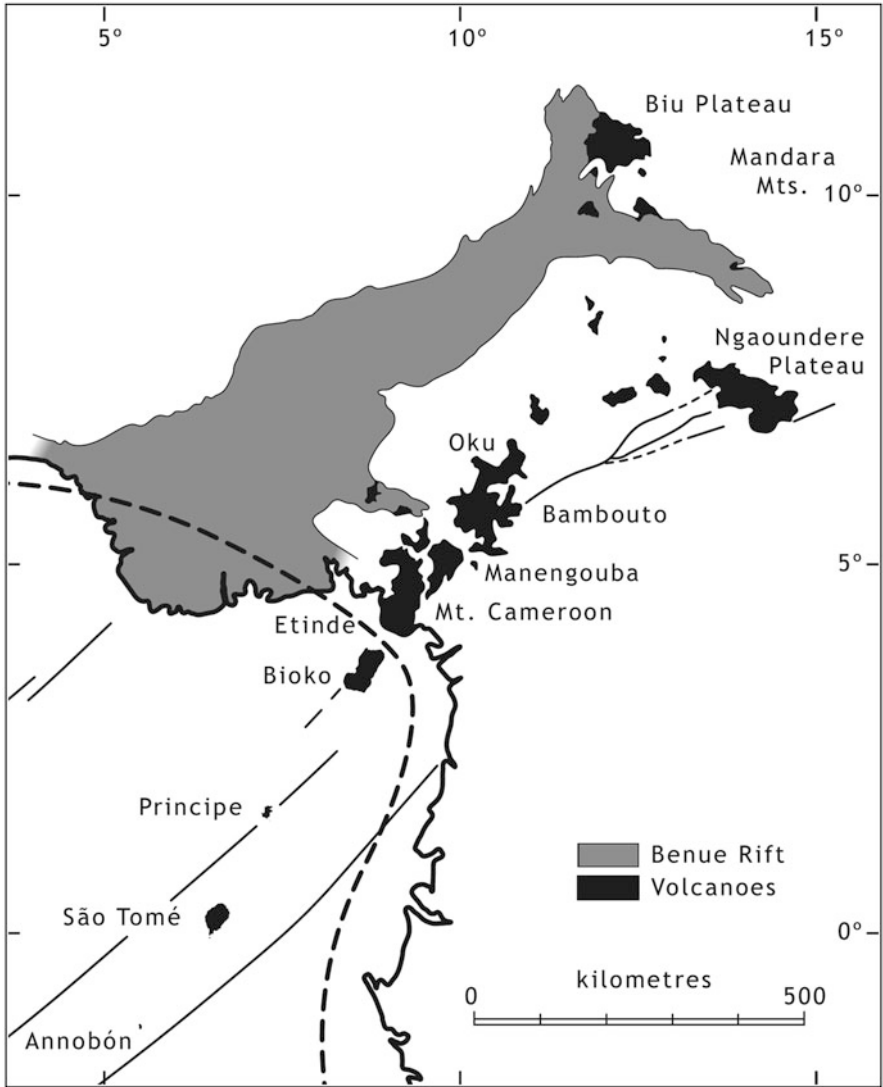 5° 10° 15°
Biu Plateau
Mandara
Mts.
10°
Ngaoundere
Plateau
Oku
Bambouto
5°
Manengouba
Etinde
Mt. Cameroon
Bioko
Principe
Benue Rift
Volcanoes
São Tomé
0°
kilometres
0 500
Annobón